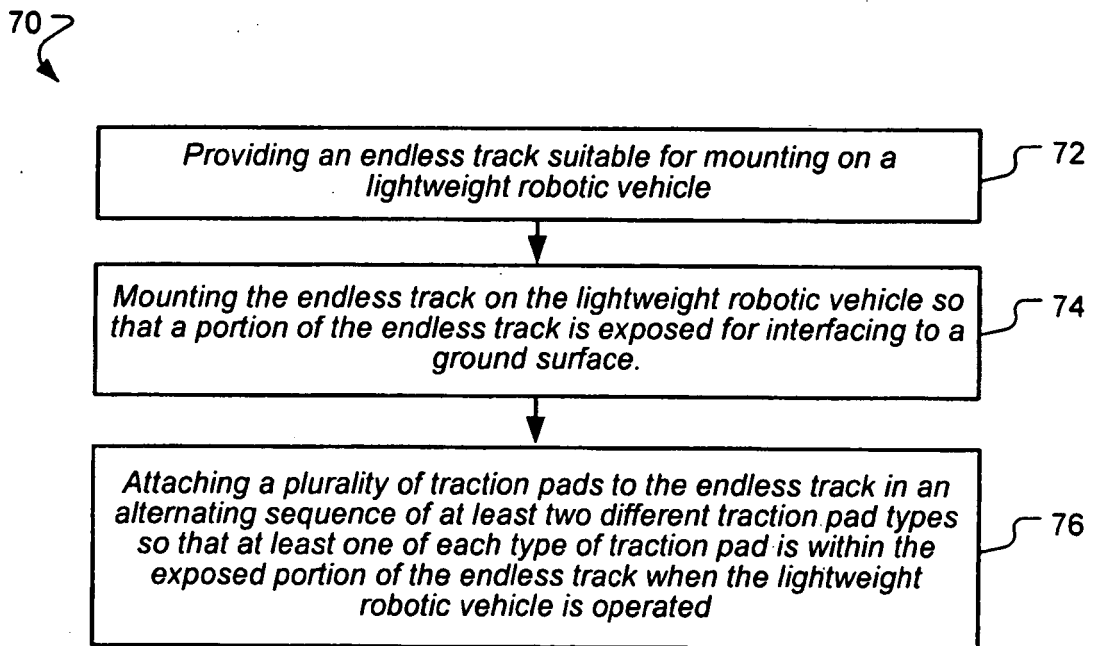 70
Providing an endless track suitable for mounting on a
lightweight robotic vehicle
72
Mounting the endless track on the lightweight robotic vehicle so
that a portion of the endless track is exposed for interfacing to a
ground surface.
74
Attaching a plurality of traction pads to the endless track in an
alternating sequence of at least two different traction pad types
so that at least one of each type of traction pad is within the
exposed portion of the endless track when the lightweight
robotic vehicle is operated
76